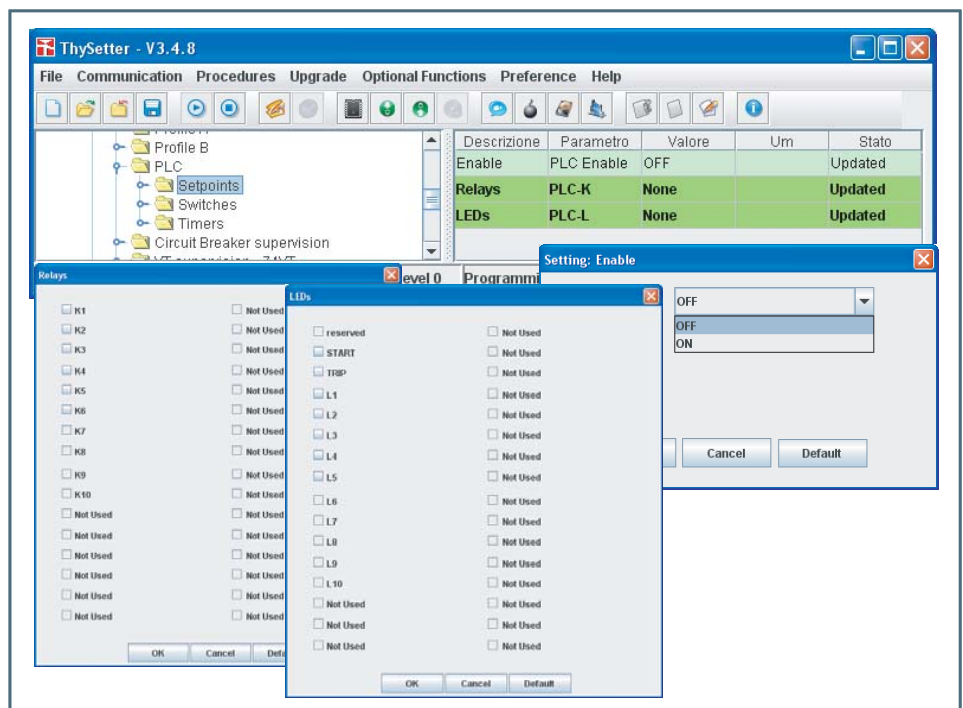 ThySetter - V3.4.8
File Communication Procedures Upgrade Optional Functions Preference Help
Profile B
PLC
Setpoints
Switches
Timers
Circuit Breaker supervision
Descrizione Parametro Valore Um Stato
Enable PLC Enable OFF Updated
Relays PLC-K None Updated
LEDs PLC-L None Updated
evel 0 Programmi
Setting: Enable
OFF
OFF
ON
Cancel Default
Relays
K1 Not Used
K2 Not Used
K3 Not Used
K4 Not Used
K5 Not Used
K6 Not Used
K7 Not Used
K8 Not Used
K9 Not Used
K10 Not Used
Not Used Not Used
Not Used Not Used
Not Used Not Used
Not Used Not Used
Not Used Not Used
Not Used Not Used
OK Cancel Defa
LEDs
reserved Not Used
START Not Used
TRIP Not Used
L1 Not Used
L2 Not Used
L3 Not Used
L4 Not Used
L5 Not Used
L6 Not Used
L7 Not Used
L8 Not Used
L9 Not Used
L10 Not Used
Not Used Not Used
Not Used Not Used
Not Used Not Used
OK Cancel Default